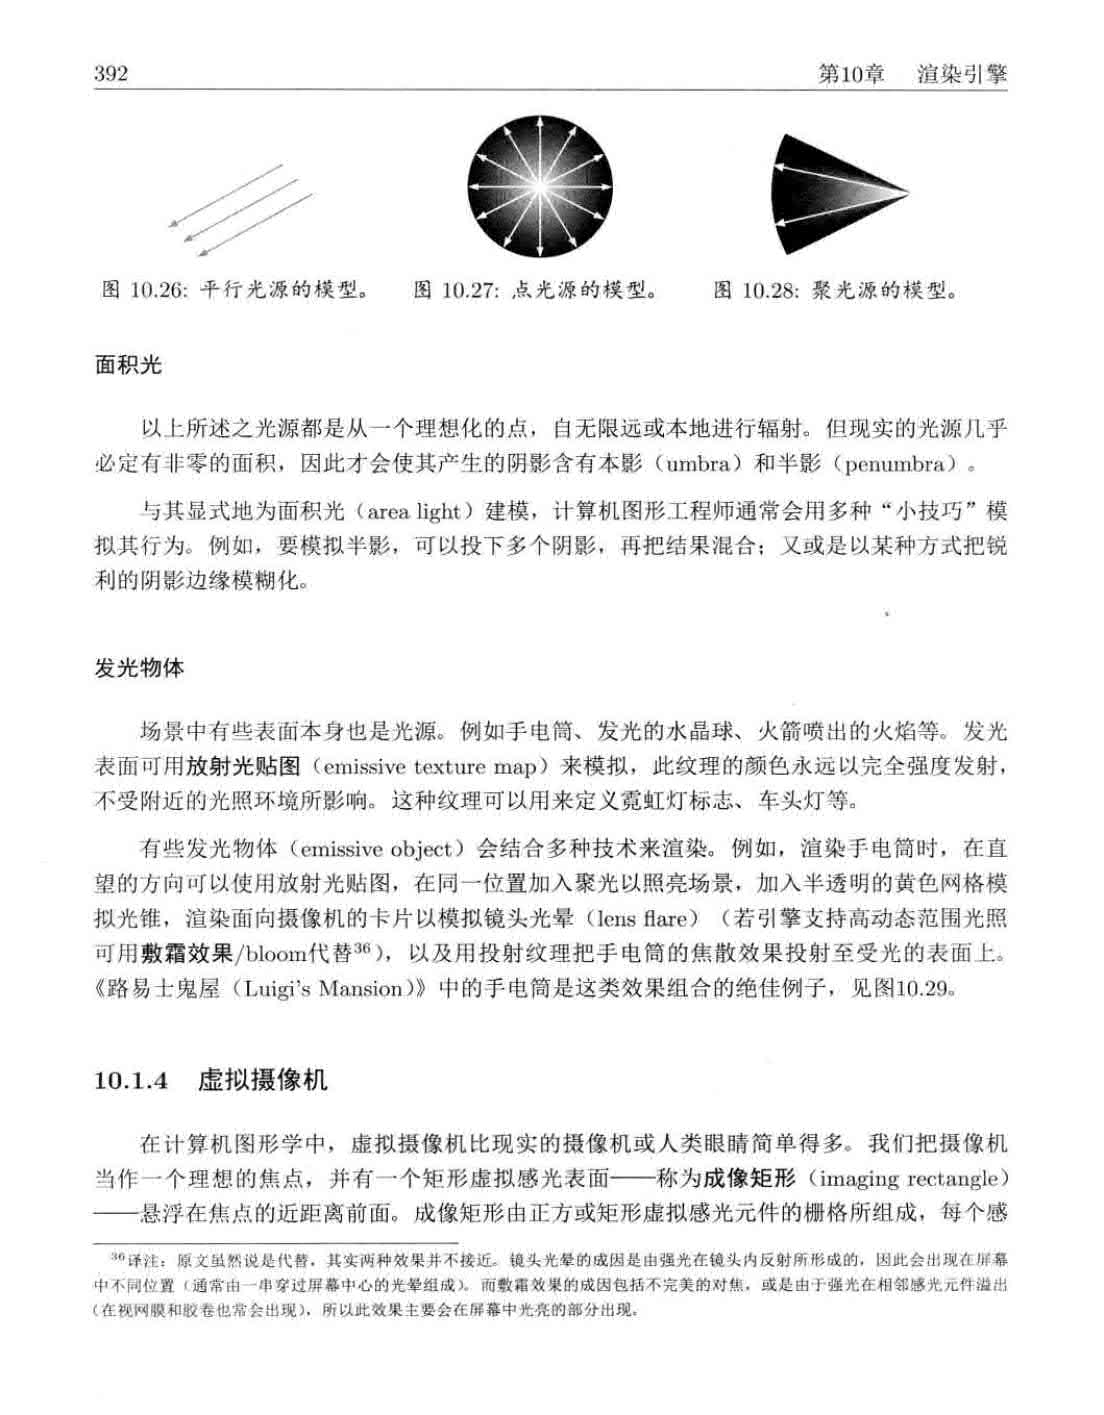 392
第10章 渲染引擎
图 10.26: 平行光源的模型。
图 10.27: 点光源的模型。
图 10.28: 聚光源的模型。
面积光
以上所述之光源都是从一个理想化的点，自无限远或本地进行辐射。但现实的光源几乎
必定有非零的面积，因此才会使其产生的阴影含有本影（umbra）和半影（penumbra）。
与其显式地为面积光（area light）建模，计算机图形工程师通常会用多种“小技巧”模
拟其行为。例如，要模拟半影，可以投下多个阴影，再把结果混合；又或是以某种方式把锐
利的阴影边缘模糊化。
发光物体
场景中有些表面本身也是光源。例如手电筒、发光的水晶球、火箭喷出的火焰等。发光
表面可用放射光贴图（emissive texture map）来模拟，此纹理的颜色永远以完全强度发射，
不受附近的光照环境所影响。这种纹理可以用来定义霓虹灯标志、车头灯等。
有些发光物体（emissive object）会结合多种技术来渲染。例如，渲染手电筒时，在直
望的方向可以使用放射光贴图，在同一位置加入聚光以照亮场景，加入半透明的黄色网格模
拟光锥，渲染面向摄像机的卡片以模拟镜头光晕（lens flare）（若引擎支持高动态范围光照
可用敷霜效果/bloom代替36），以及用投射纹理把手电筒的焦散效果投射至受光的表面上。
《路易士鬼屋（Luigi's Mansion）》中的手电筒是这类效果组合的绝佳例子，见图10.29。
10.1.4 虚拟摄像机
在计算机图形学中，虚拟摄像机比现实的摄像机或人类眼睛简单得多。我们把摄像机
当作一个理想的焦点，并有一个矩形虚拟感光表面——称为成像矩形（imaging rectangle）
——悬浮在焦点的近距离前面。成像矩形由正方或矩形虚拟感光元件的栅格所组成，每个感
36译注：原文虽然说是代替，其实两种效果并不接近。镜头光晕的成因是由强光在镜头内反射所形成的，因此会出现在屏幕
中不同位置（通常由一串穿过屏幕中心的光晕组成）。而敷霜效果的成因包括不完美的对焦，或是由于强光在相邻感光元件溢出
（在视网膜和胶卷也常会出现），所以此效果主要会在屏幕中光亮的部分出现。